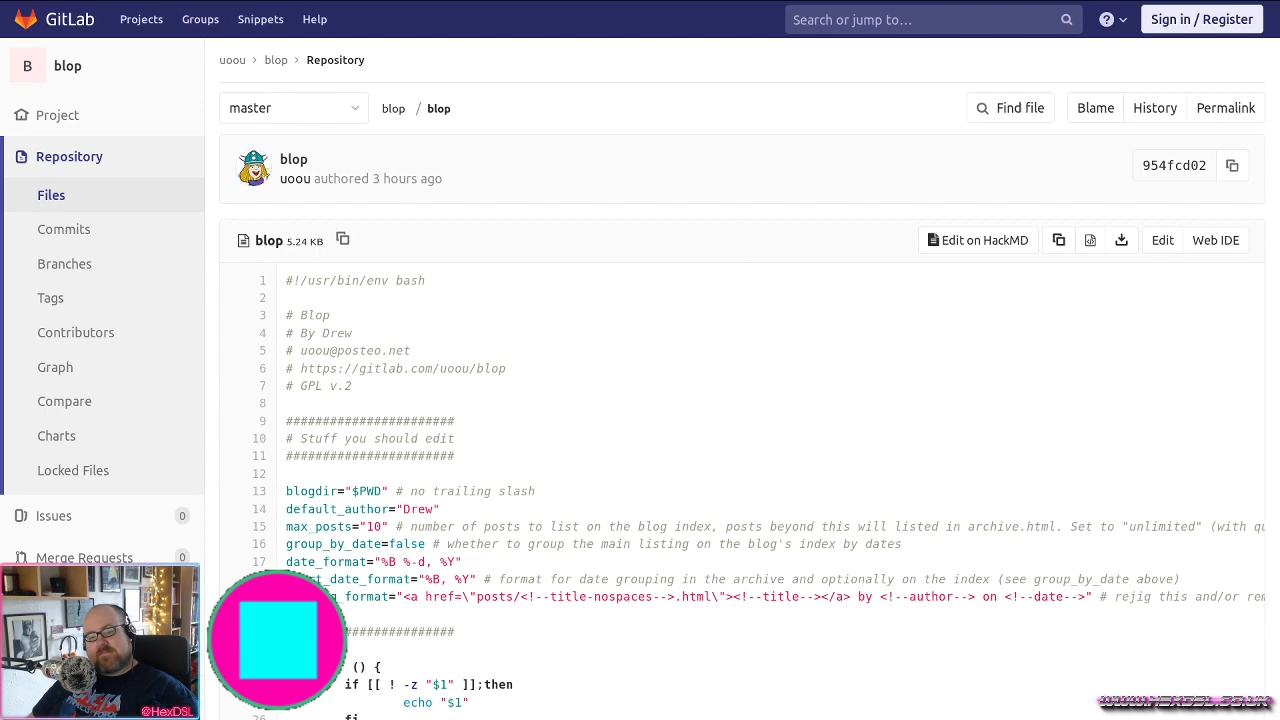 GitLab Projects Groups Snippets Help Search or jump to… Sign in / Register
B blop
Project
Repository
Files
Commits
Branches
Tags
Contributors
Graph
Compare
Charts
Locked Files
Issues 0
Merge Requests 0
uoou › blop › Repository
master blop / blop Find file Blame History Permalink
blop
uoou authored 3 hours ago
954fcd02
blop 5.24 KB Edit on HackMD Edit Web IDE
1 #!/usr/bin/env bash
2
3 # Blop
4 # By Drew
5 # uoou@posteo.net
6 # https://gitlab.com/uoou/blop
7 # GPL v.2
8
9 #######################
10 # Stuff you should edit
11 #######################
12
13 blogdir="$PWD" # no trailing slash
14 default_author="Drew"
15 max_posts="10" # number of posts to list on the blog index, posts beyond this will listed in archive.html. Set to "unlimited" (with
16 group_by_date=false # whether to group the main listing on the blog's index by dates
17 date_format="%B %-d, %Y"
_date_format="%B, %Y" # format for date grouping in the archive and optionally on the index (see group_by_date above)
_format="<a href=\"posts/<!--title-nospaces-->.html\"><!--title--></a> by <!--author--> on <!--date-->" # rejig this and/or
###############
() {
if [[ ! -z "$1" ]];then
echo "$1"
26 fi
@HexDSL
WWW.HEXDSL.CO.UK